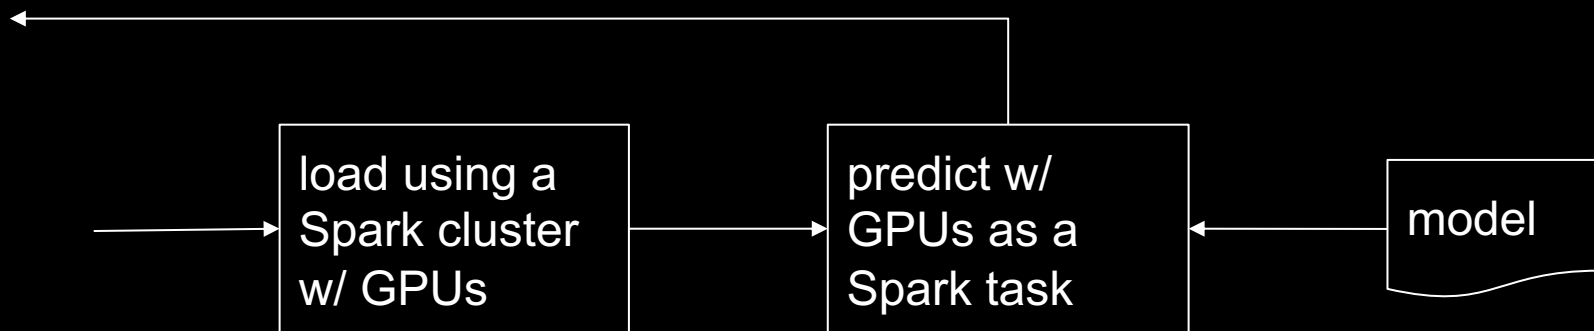 load using a
Spark cluster
w/ GPUs
predict w/
GPUs as a
Spark task
model